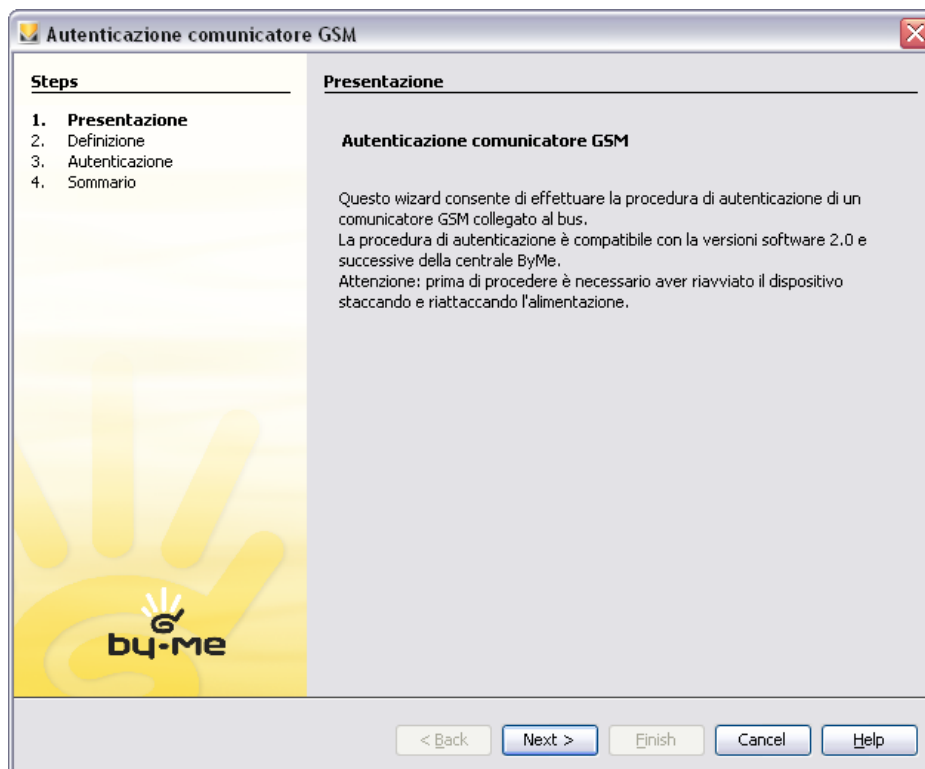 Autenticazione comunicatore GSM
Steps
1. Presentazione
2. Definizione
3. Autenticazione
4. Sommario
Presentazione
Autenticazione comunicatore GSM
Questo wizard consente di effettuare la procedura di autenticazione di un
comunicatore GSM collegato al bus.
La procedura di autenticazione è compatibile con la versioni software 2.0 e
successive della centrale ByMe.
Attenzione: prima di procedere è necessario aver riavviato il dispositivo
staccando e riattaccando l'alimentazione.
by-me
< Back Next > Finish Cancel Help